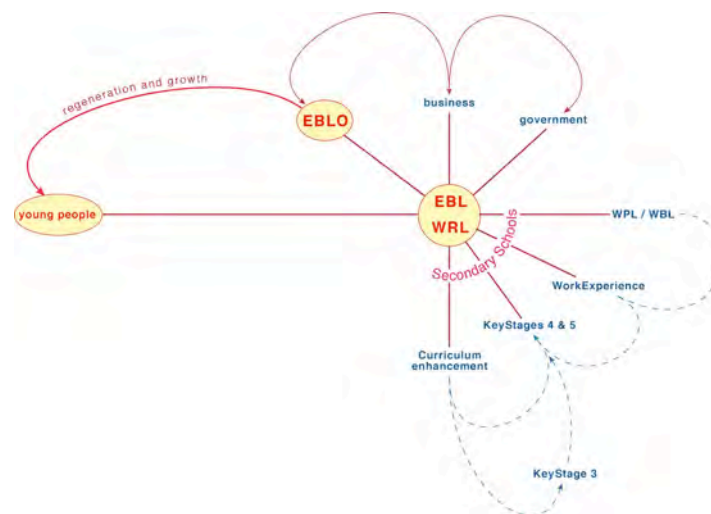 regeneration and growth
EBLO
business
government
young people
EBL
WRL
Secondary Schools
WPL / WBL
WorkExperience
KeyStages 4 & 5
Curriculum
enhancement
KeyStage 3